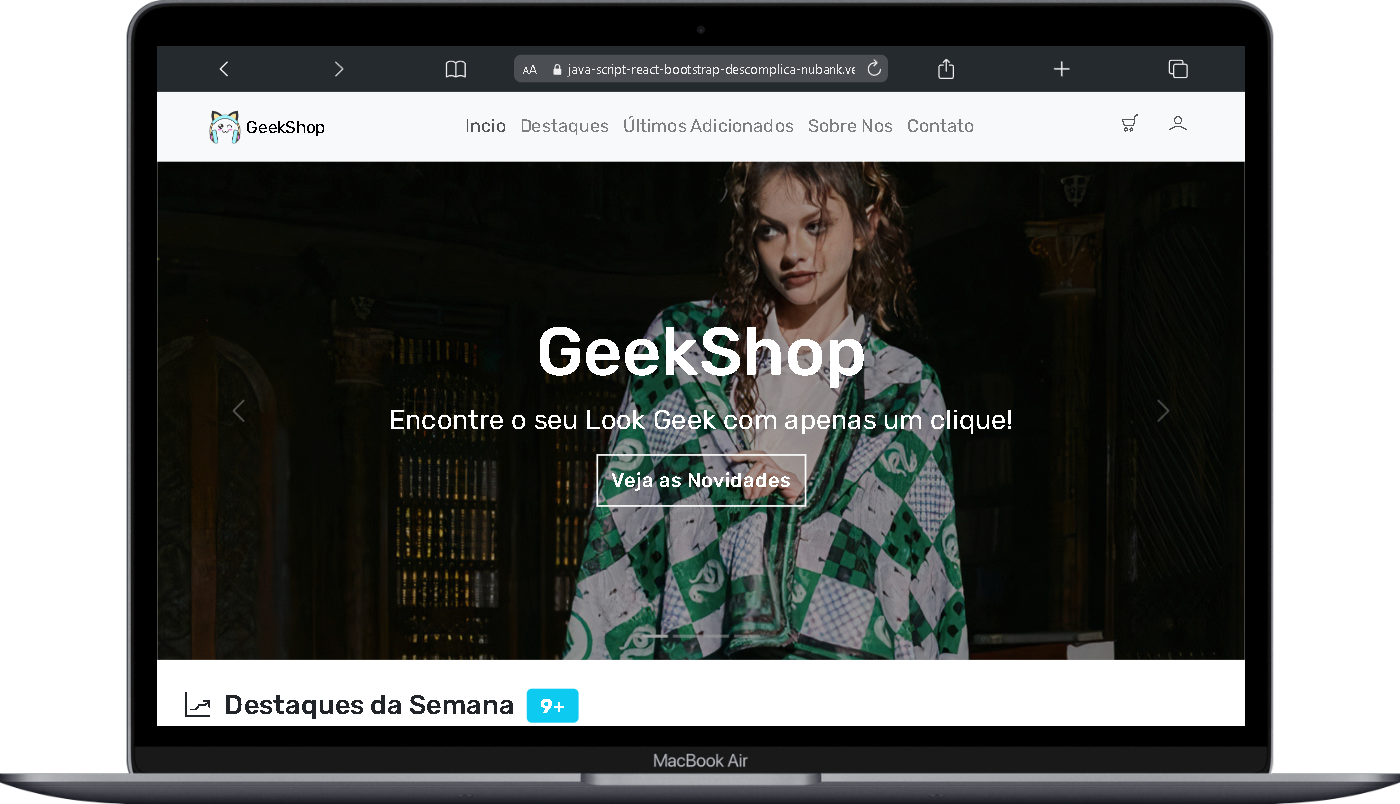 AA java-script-react-bootstrap-descomplica-nubank.ve
GeekShop Incio Destaques Últimos Adicionados Sobre Nos Contato
GeekShop
Encontre o seu Look Geek com apenas um clique!
Veja as Novidades
Destaques da Semana 9+
MacBook Air